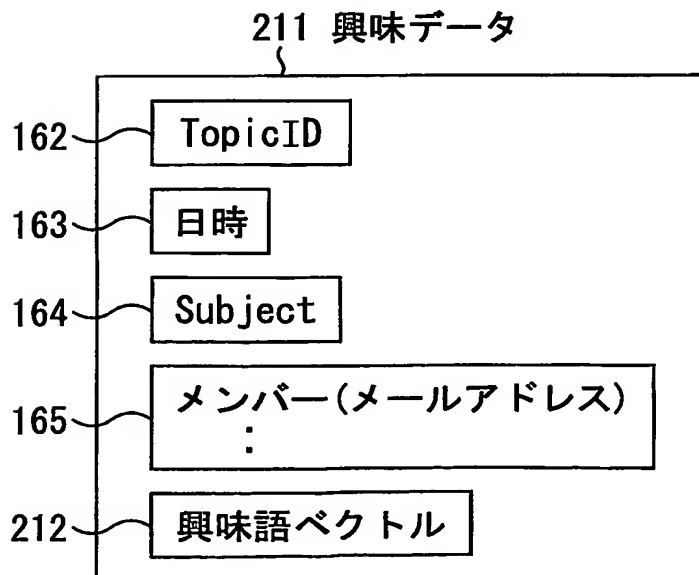 211 興味データ
162 TopicID
163 日時
164 Subject
165 メンバー(メールアドレス)
:
212 興味語ベクトル